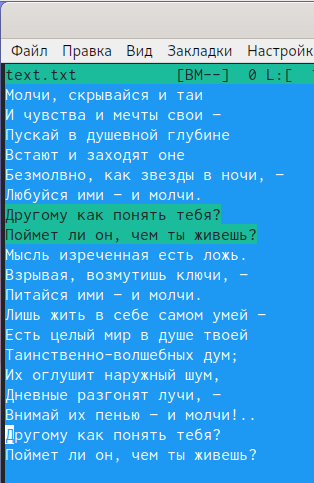 Файл Правка Вид Закладки Настройк
text.txt [BM--] 0 L:[
Молчи, скрывайся и таи
И чувства и мечты свои –
Пускай в душевной глубине
Встают и заходят оне
Безмолвно, как звезды в ночи, –
Любуйся ими – и молчи.
Другому как понять тебя?
Поймет ли он, чем ты живешь?
Мысль изреченная есть ложь.
Взрывая, возмутишь ключи, –
Питайся ими – и молчи.
Лишь жить в себе самом умей –
Есть целый мир в душе твоей
Таинственно-волшебных дум;
Их оглушит наружный шум,
Дневные разгонят лучи, –
Внимай их пенью – и молчи!..
Другому как понять тебя?
Поймет ли он, чем ты живешь?